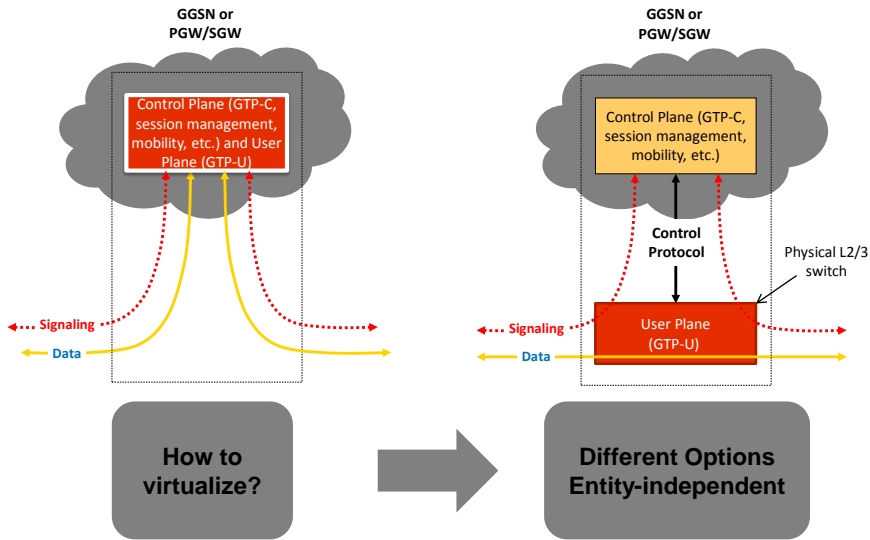 GGSN or
PGW/SGW
Control Plane (GTP-C,
session management,
mobility, etc.) and User
Plane (GTP-U)
Signaling
Data
How to
virtualize?
GGSN or
PGW/SGW
Control Plane (GTP-C,
session management,
mobility, etc.)
Control
Protocol
Physical L2/3
switch
Signaling
User Plane
(GTP-U)
Data
Different Options
Entity-independent